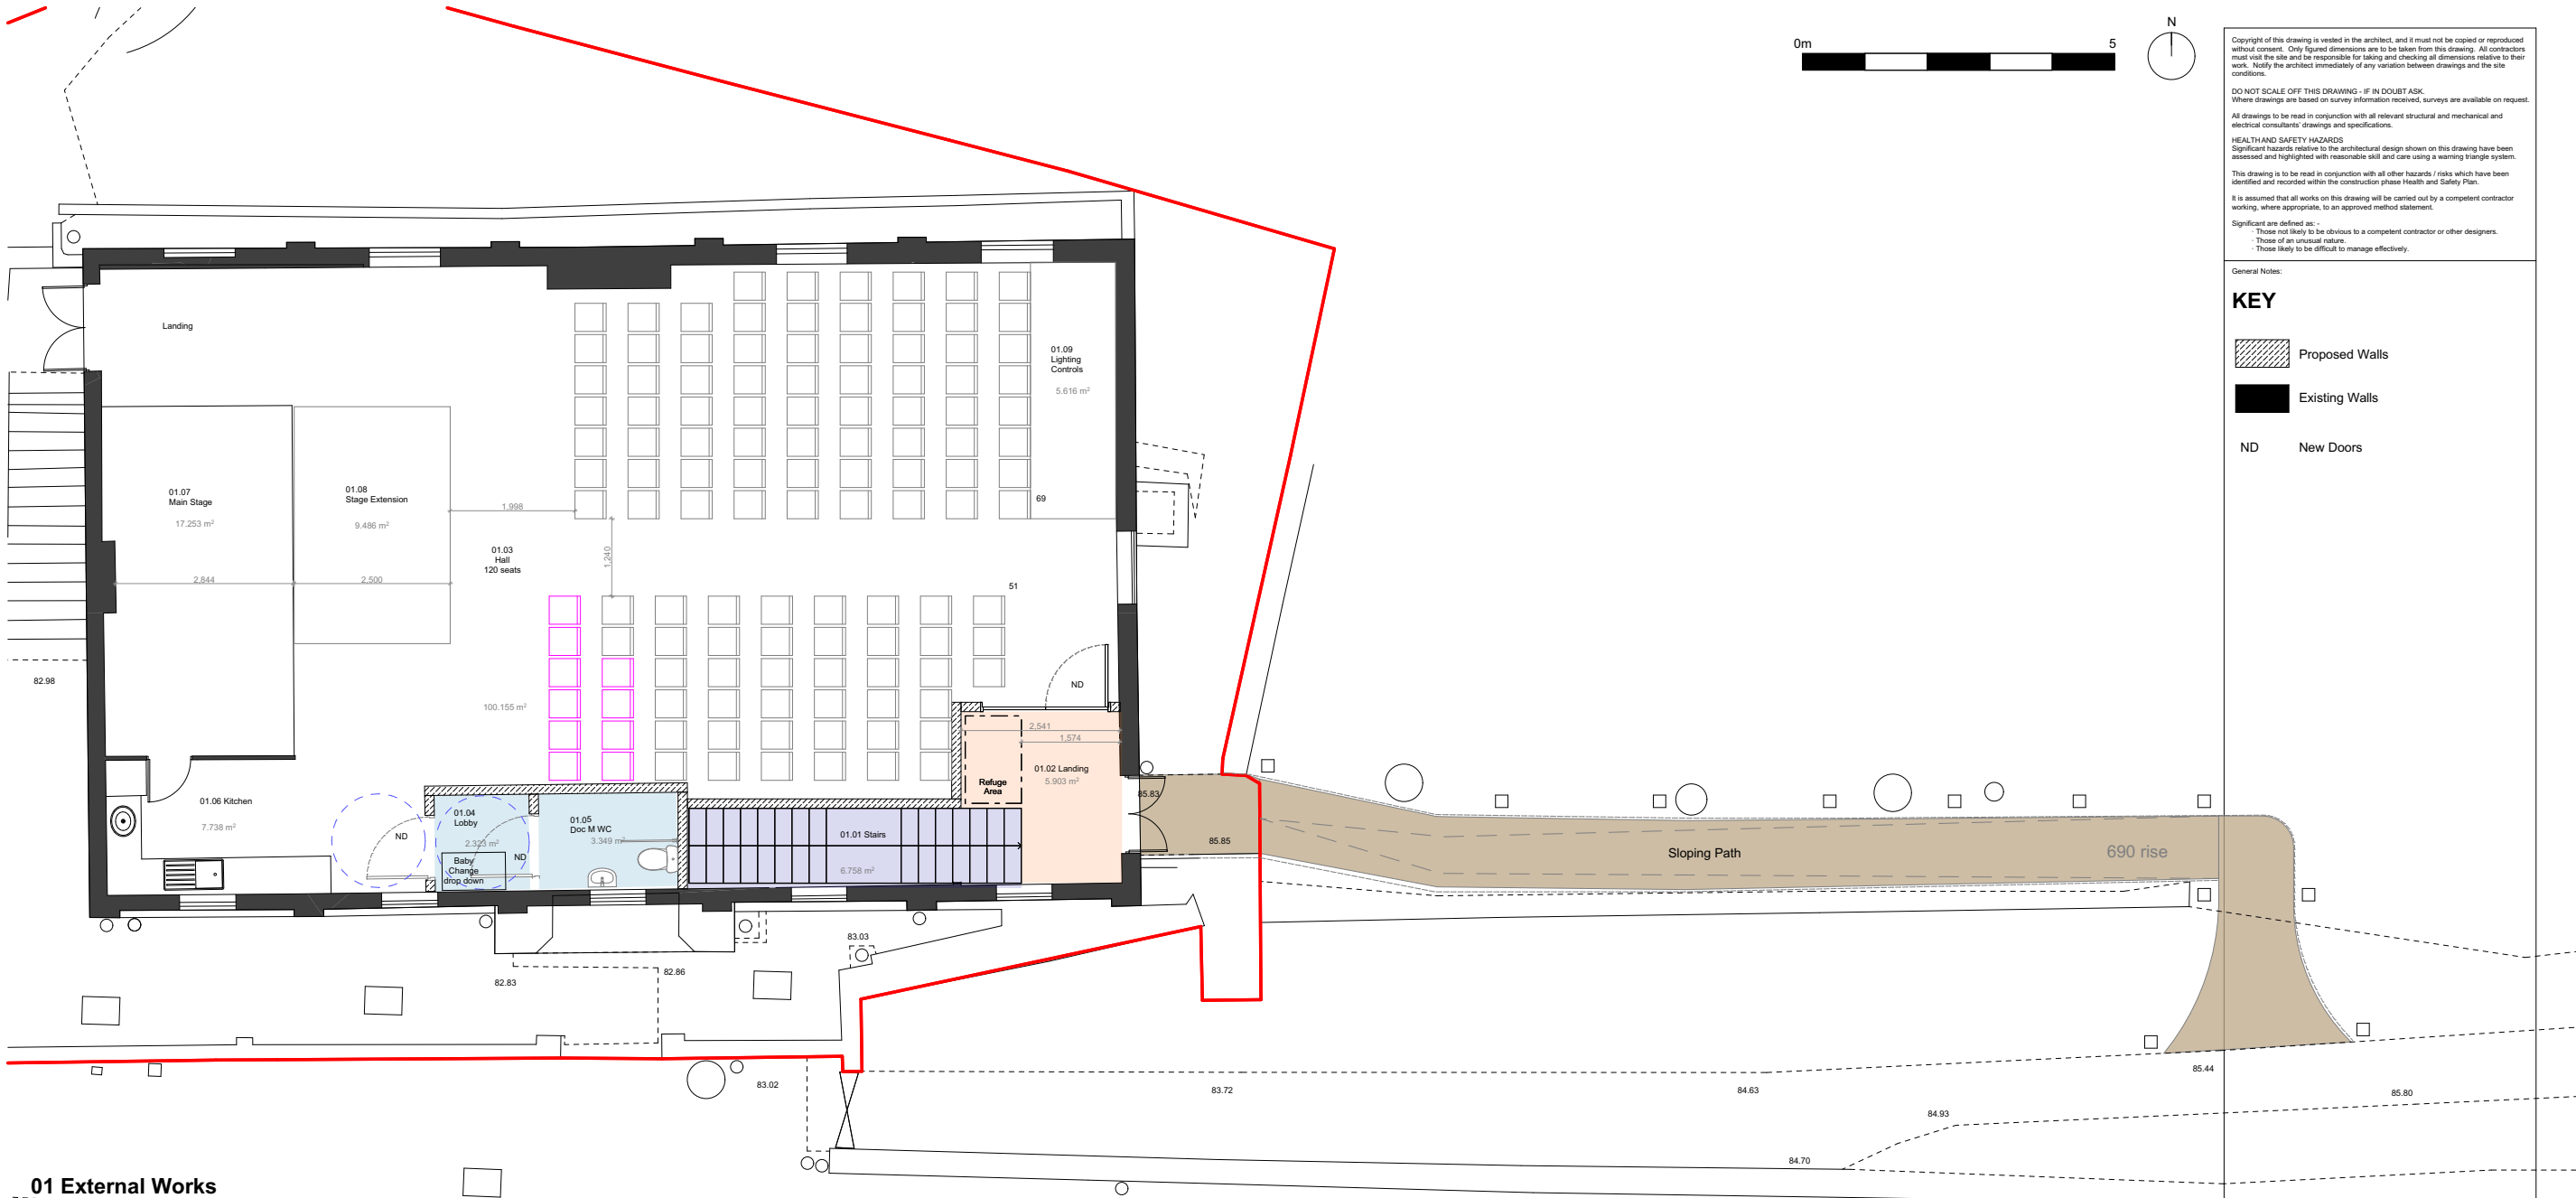 0m
5
N
Copyright of this drawing is vested in the architect, and it must not be copied or reproduced
without consent. Only figured dimensions are to be taken from this drawing. All contractors
must visit the site and be responsible for taking and checking all dimensions relative to their
work. Notify the architect immediately of any variation between drawings and the site
conditions.
DO NOT SCALE OFF THIS DRAWING - IF IN DOUBT ASK.
Where drawings are based on survey information received, surveys are available on request.
All drawings to be read in conjunction with all relevant structural and mechanical and
electrical consultants' drawings and specifications.
HEALTH AND SAFETY HAZARDS
Significant hazards relative to the architectural design shown on this drawing have been
assessed and highlighted with reasonable skill and care using a warning triangle system.
This drawing is to be read in conjunction with all other hazards / risks which have been
identified and recorded within the construction phase Health and Safety Plan.
It is assumed that all works on this drawing will be carried out by a competent contractor
working, where appropriate, to an approved method statement.
Significant are defined as: -
· Those not likely to be obvious to a competent contractor or other designers.
· Those of an unusual nature.
· Those likely to be difficult to manage effectively.
General Notes:
KEY
Proposed Walls
Existing Walls
ND
New Doors
Landing
01.09
Lighting
Controls
5.616 m²
01.07
Main Stage
17.253 m²
01.08
Stage Extension
9.486 m²
1,998
69
01.03
Hall
120 seats
1,240
2,844
2,500
51
82.98
ND
100.155 m²
2,541
1,574
01.02 Landing
5.903 m²
Refuge
Area
85.83
01.06 Kitchen
7.738 m²
ND
01.04
Lobby
2.323 m²
Baby
Change
drop down
ND
01.05
Doc M WC
3.349 m²
01.01 Stairs
6.758 m²
85.85
Sloping Path
690 rise
83.03
82.86
82.83
83.02
83.72
84.63
85.44
85.80
84.93
84.70
01 External Works